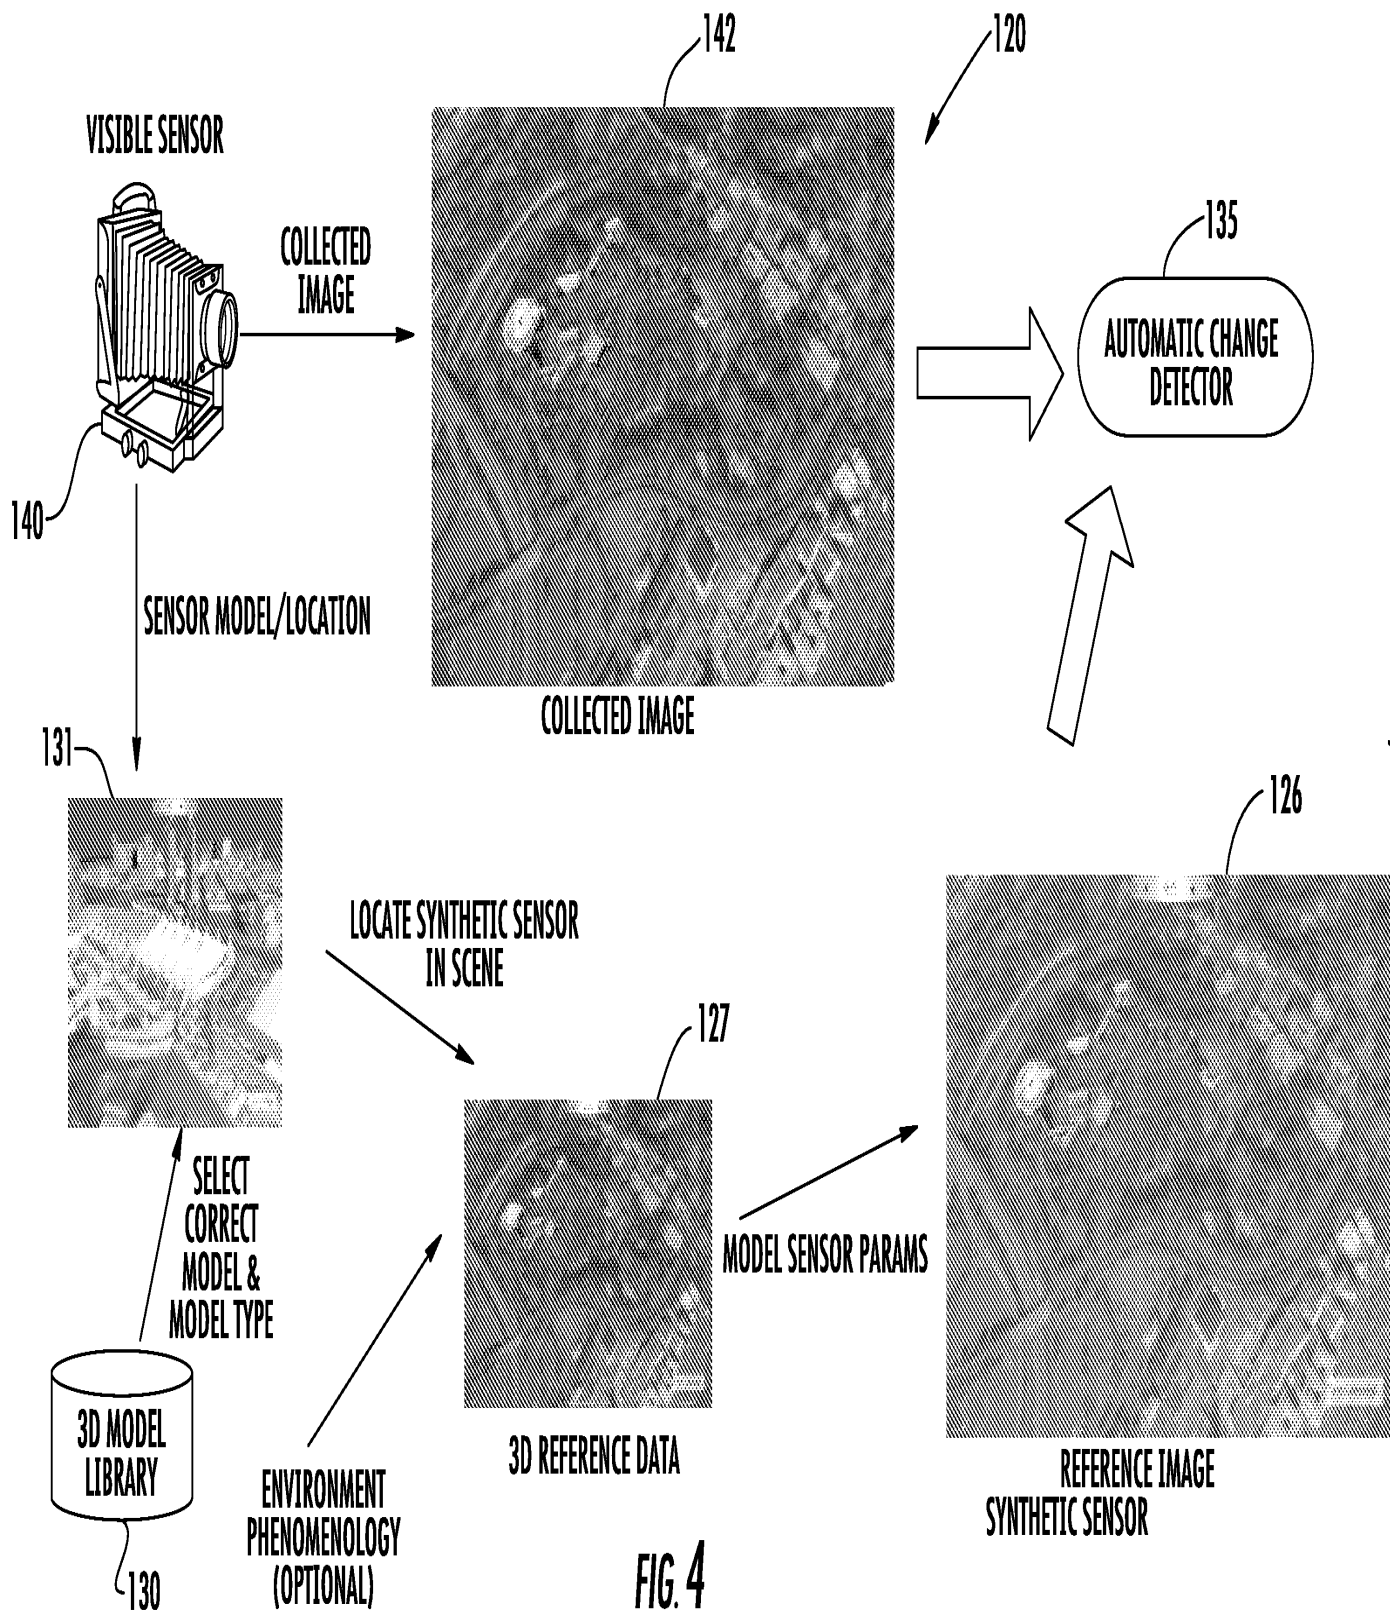 142
120
VISIBLE SENSOR
135
COLLECTED
IMAGE
AUTOMATIC CHANGE
DETECTOR
140
SENSOR MODEL/LOCATION
COLLECTED IMAGE
131
126
LOCATE SYNTHETIC SENSOR
IN SCENE
127
SELECT
CORRECT
MODEL &
MODEL TYPE
MODEL SENSOR PARAMS
3D MODEL
LIBRARY
3D REFERENCE DATA
REFERENCE IMAGE
SYNTHETIC SENSOR
ENVIRONMENT
PHENOMENOLOGY
(OPTIONAL)
130
FIG. 4